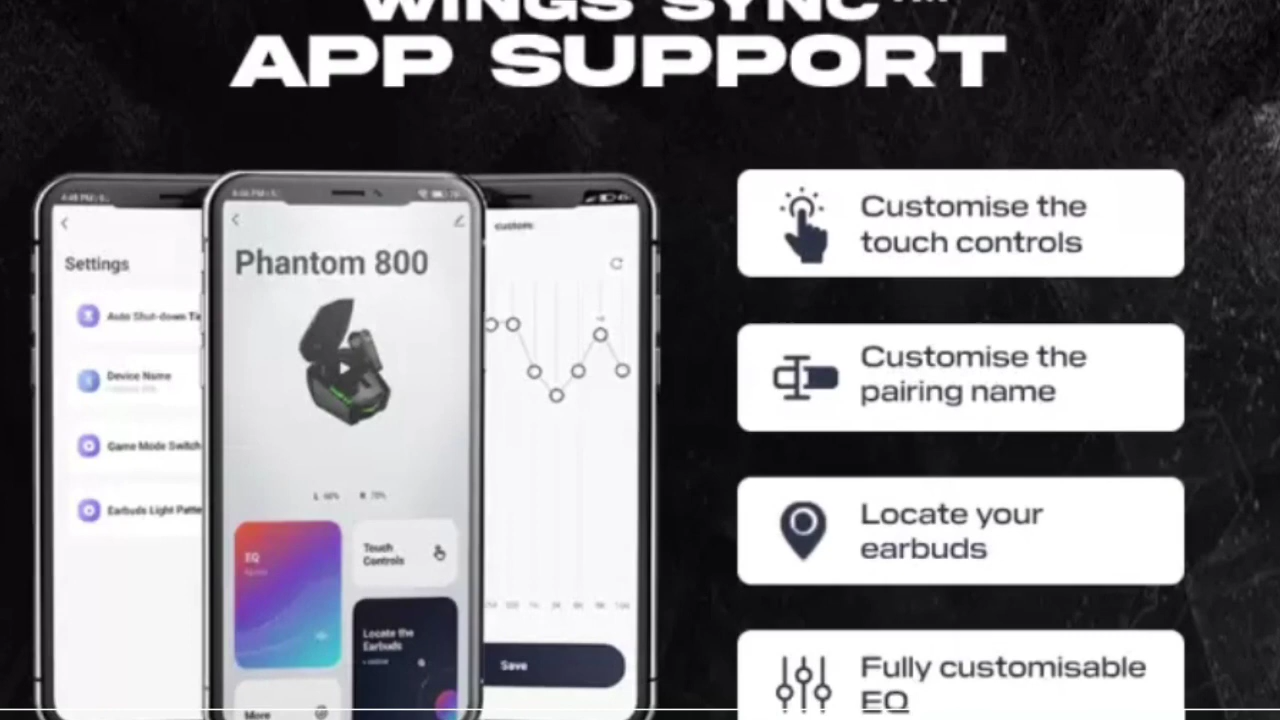 WINGS SYNC™
APP SUPPORT
Settings
Auto Shut-down
Device Name
Game Mode Switch
Earbuds Light
Phantom 800
L 
R 
EQ
Touch
Controls
Locate the
Earbuds
More
custom
Save
Customise the
touch controls
Customise the
pairing name
Locate your
earbuds
Fully customisable
EQ